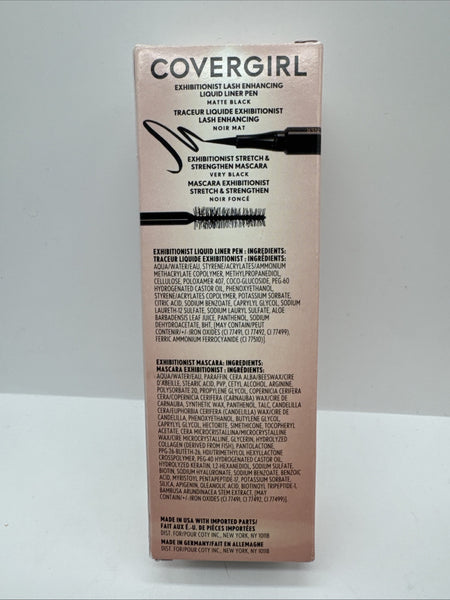 COVERGIRL
EXHIBITIONIST LASH ENHANCING
LIQUID LINER PEN
MATTE BLACK
TRACEUR LIQUIDE EXHIBITIONIST
LASH ENHANCING
NOIR MAT
EXHIBITIONIST STRETCH &
STRENGTHEN MASCARA
VERY BLACK
MASCARA EXHIBITIONIST
STRETCH & STRENGTHEN
NOIR FONCÉ
EXHIBITIONIST LIQUID LINER PEN : INGREDIENTS:
TRACEUR LIQUIDE EXHIBITIONIST : INGRÉDIENTS:
AQUA/WATER/EAU, STYRENE/ACRYLATES/AMMONIUM
METHACRYLATE COPOLYMER, METHYLPROPANEDIOL,
CELLULOSE, POLOXAMER 407, COCO-GLUCOSIDE, PEG-60
HYDROGENATED CASTOR OIL, PHENOXYETHANOL,
STYRENE/ACRYLATES COPOLYMER, POTASSIUM SORBATE,
CITRIC ACID, SODIUM BENZOATE, CAPRYLYL GLYCOL, SODIUM
LAURETH-12 SULFATE, SODIUM LAURYL SULFATE, ALOE
BARBADENSIS LEAF JUICE, PANTHENOL, SODIUM
DEHYDROACETATE, BHT, [MAY CONTAIN/PEUT
CONTENIR/+/-:IRON OXIDES (CI 77491, CI 77492, CI 77499),
FERRIC AMMONIUM FERROCYANIDE (CI 77510)]
EXHIBITIONIST MASCARA: INGREDIENTS:
MASCARA EXHIBITIONIST : INGRÉDIENTS:
AQUA/WATER/EAU, PARAFFIN, CERA ALBA/BEESWAX/CIRE
D'ABEILLE, STEARIC ACID, PVP, CETYL ALCOHOL, ARGININE,
POLYSORBATE 20, PROPYLENE GLYCOL, COPERNICIA CERIFERA
CERA/COPERNICIA CERIFERA (CARNAUBA) WAX/CIRE DE
CARNAUBA, SYNTHETIC WAX, PANTHENOL, TALC, CANDELILLA
CERA/EUPHORBIA CERIFERA (CANDELILLA) WAX/CIRE DE
CANDELILLA, PHENOXYETHANOL, BUTYLENE GLYCOL,
CAPRYLYL GLYCOL, HECTORITE, SIMETHICONE, TOCOPHERYL
ACETATE, CERA MICROCRISTALLINA/MICROCRYSTALLINE
WAX/CIRE MICROCRYSTALLINE, GLYCERIN, HYDROLYZED
COLLAGEN (DERIVED FROM FISH), PANTOLACTONE,
PPG-26 BUTETH-26, HDI/TRIMETHYLOL HEXYLLACTONE
CROSSPOLYMER, PEG-40 HYDROGENATED CASTOR OIL,
HYDROLYZED KERATIN, 1,2-HEXANEDIOL, SODIUM SULFATE,
BIOTIN, SODIUM HYALURONATE, SODIUM BENZOATE, BENZOIC
ACID, MYRISTOYL PENTAPEPTIDE-17, POTASSIUM SORBATE,
SILICA, APIGENIN, OLEANOLIC ACID, BIOTINOYL TRIPEPTIDE-1,
BAMBUSA ARUNDINACEA STEM EXTRACT, [MAY
CONTAIN/+/-:IRON OXIDES (CI 77491, CI 77492, CI 77499)].
MADE IN USA WITH IMPORTED PARTS/
FAIT AUX É.-U. DE PIÈCES IMPORTÉES
DIST. FOR/POUR COTY INC., NEW YORK, NY 10118
MADE IN GERMANY/FAIT EN ALLEMAGNE
DIST. FOR/POUR COTY INC., NEW YORK, NY 10118